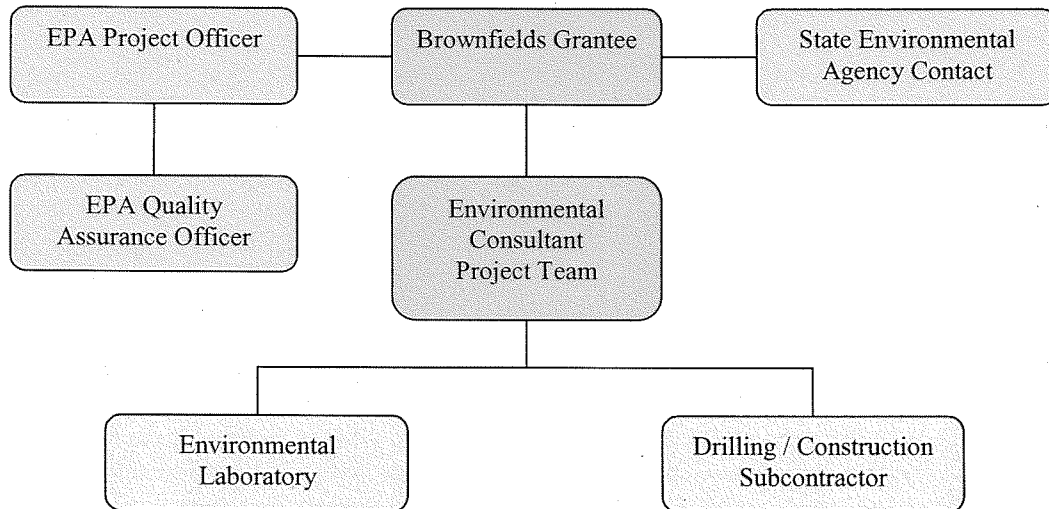 EPA Project Officer
Brownfields Grantee
State Environmental
Agency Contact
EPA Quality
Assurance Officer
Environmental
Consultant
Project Team
Environmental
Laboratory
Drilling / Construction
Subcontractor